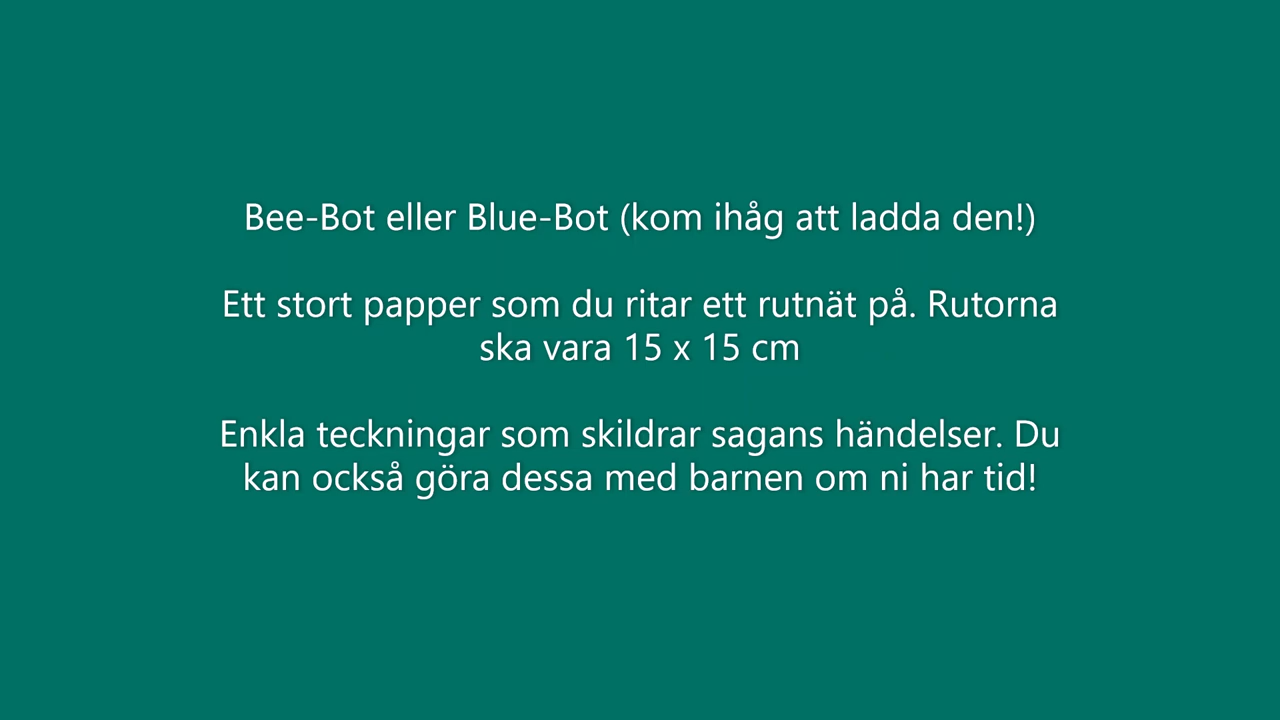 Bee-Bot eller Blue-Bot (kom ihåg att ladda den!)
Ett stort papper som du ritar ett rutnät på. Rutorna
ska vara 15 x 15 cm
Enkla teckningar som skildrar sagans händelser. Du
kan också göra dessa med barnen om ni har tid!